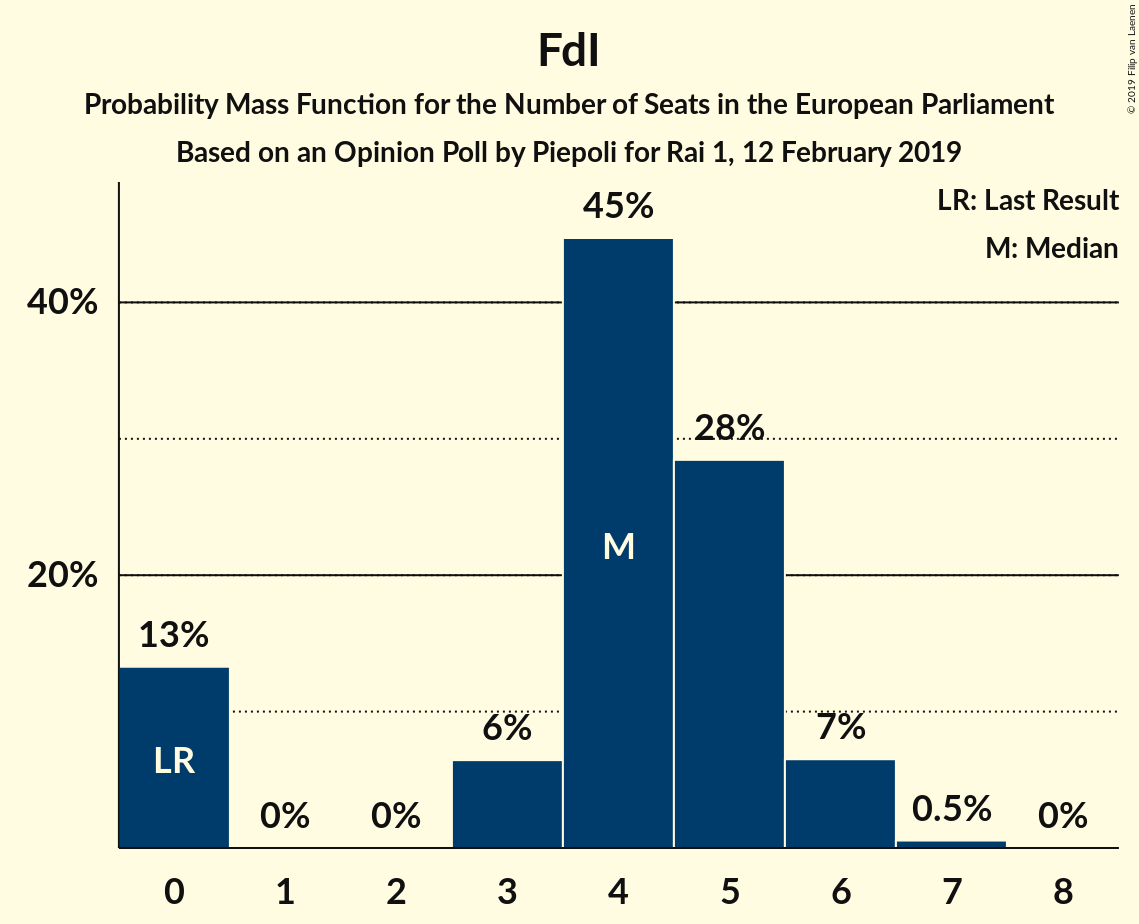 FdI
Probability Mass Function for the Number of Seats in the European Parliament
Based on an Opinion Poll by Piepoli for Rai 1, 12 February 2019
© 2019 Filip van Laenen
LR: Last Result
M: Median
40%
20%
13%
0%
0%
6%
45%
28%
7%
0.5%
0%
LR
M
0 1 2 3 4 5 6 7 8